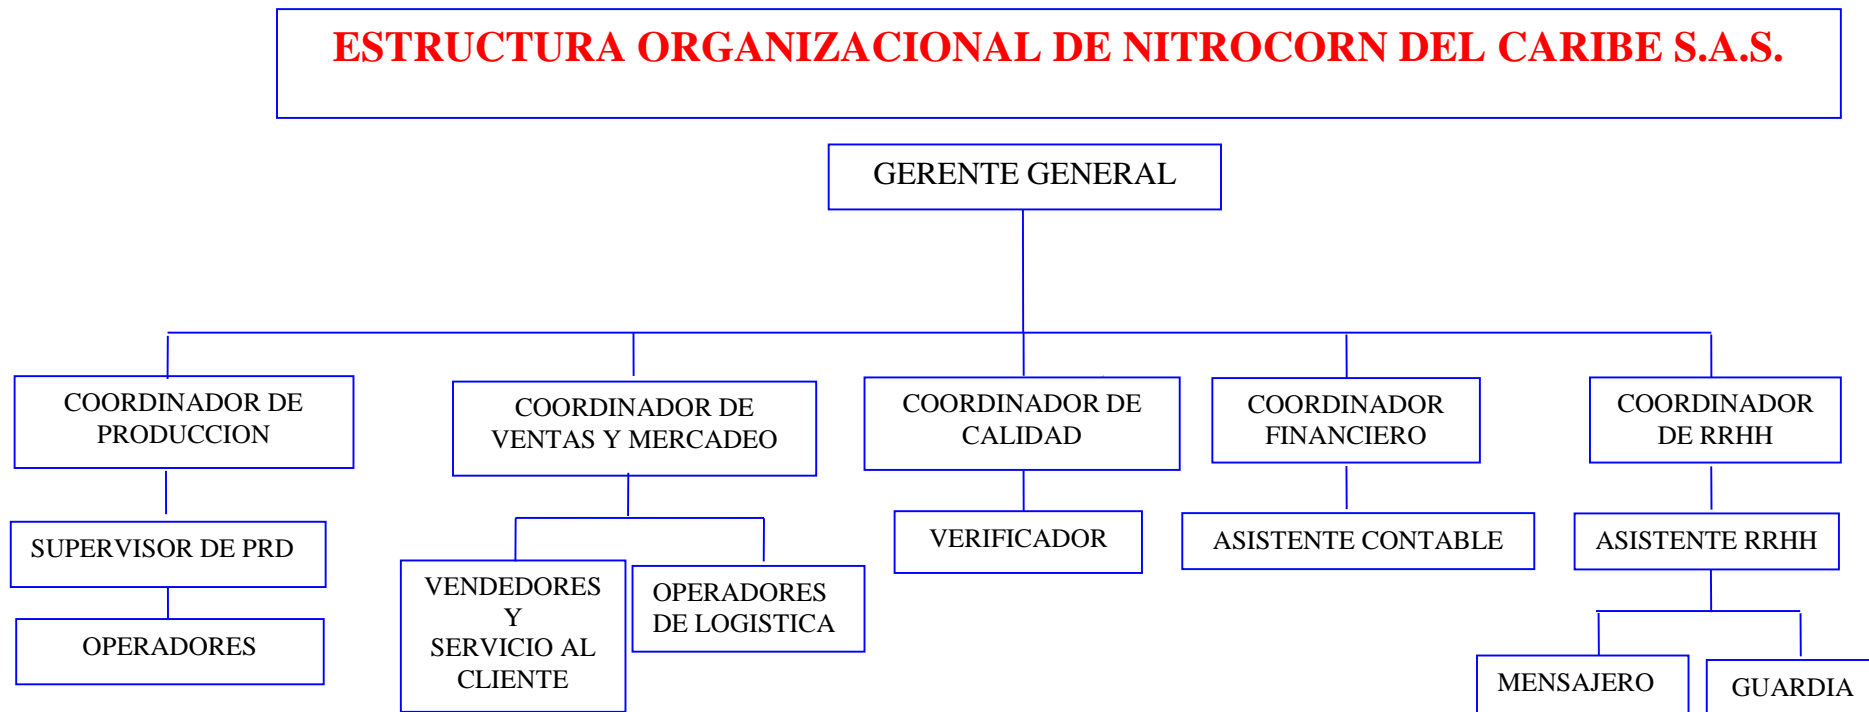 ESTRUCTURA ORGANIZACIONAL DE NITROCORN DEL CARIBE S.A.S.
GERENTE GENERAL
COORDINADOR DE
PRODUCCION
COORDINADOR DE
VENTAS Y MERCADEO
COORDINADOR DE
CALIDAD
COORDINADOR
FINANCIERO
COORDINADOR
DE RRHH
SUPERVISOR DE PRD
VERIFICADOR
ASISTENTE CONTABLE
ASISTENTE RRHH
OPERADORES
VENDEDORES
Y
SERVICIO AL
CLIENTE
OPERADORES
DE LOGISTICA
MENSAJERO
GUARDIA